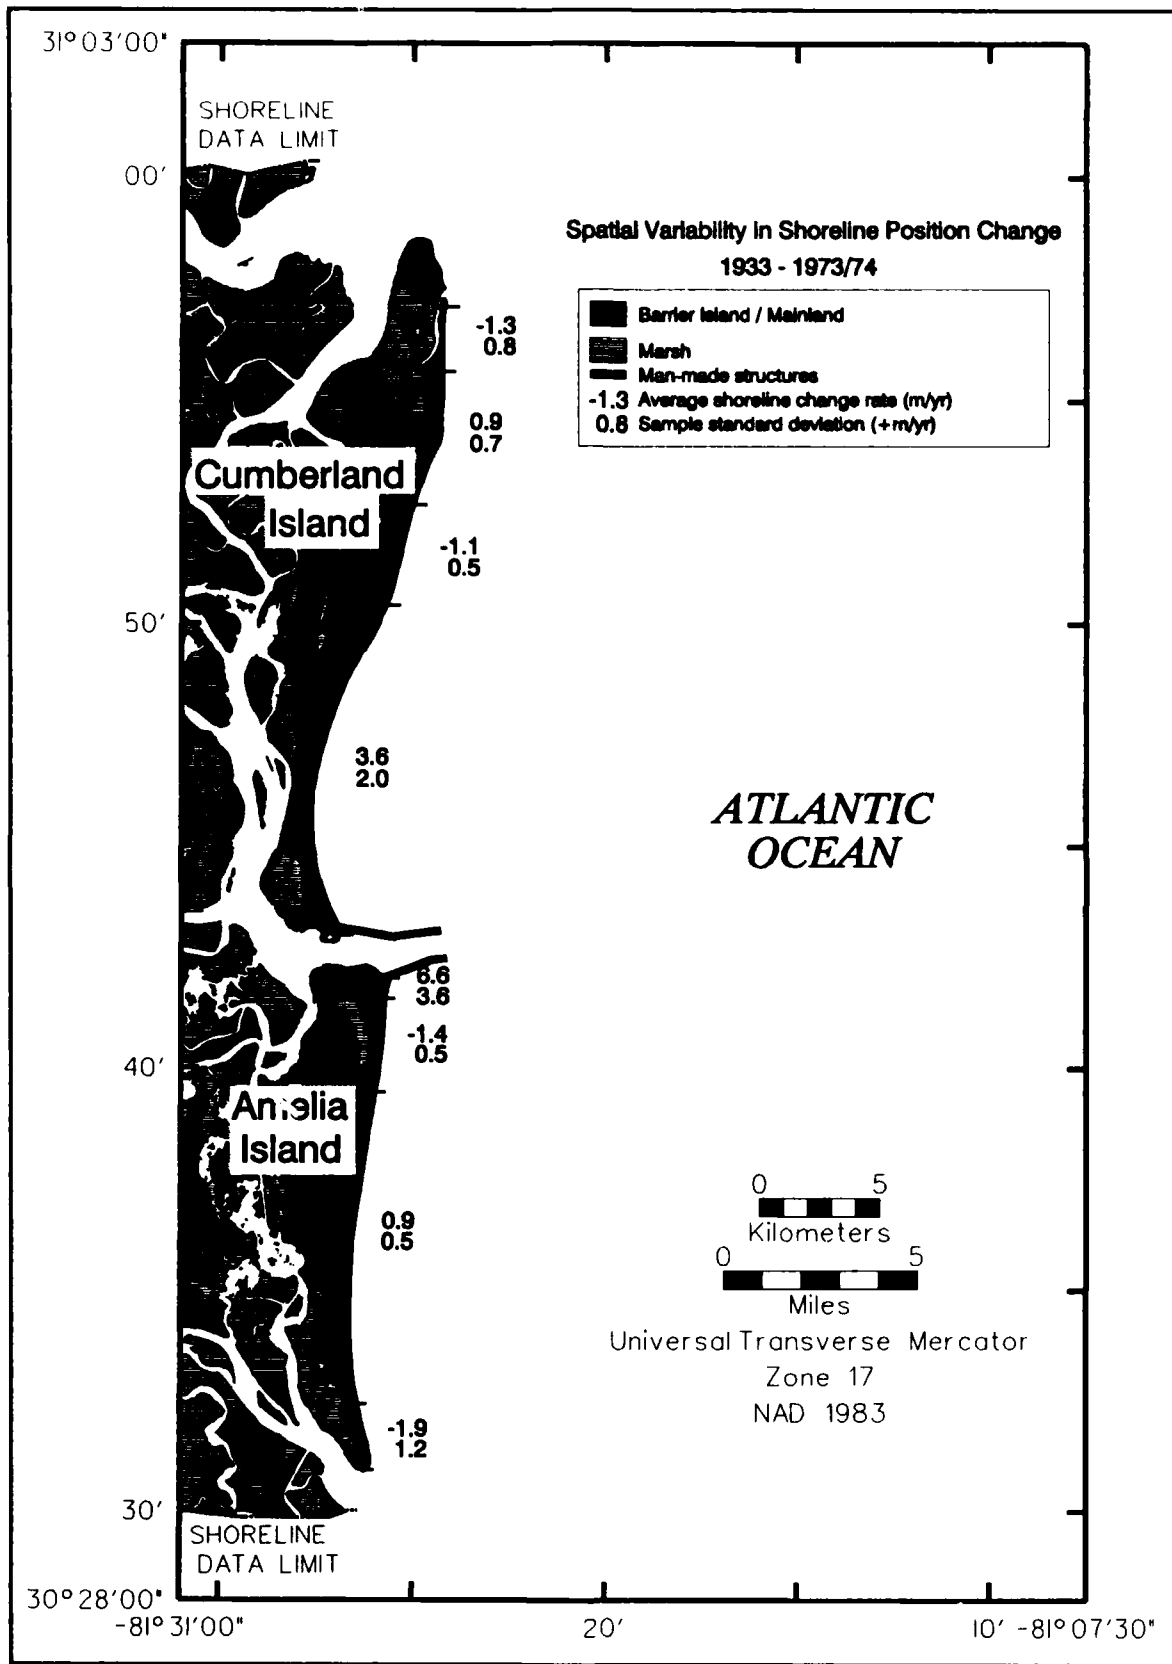 31°03'00"
SHORELINE
DATA LIMIT
00'
Spatial Variability in Shoreline Position Change
1933 - 1973/74
Barrier Island / Mainland
Marsh
Man-made structures
-1.3 Average shoreline change rate (m/yr)
0.8 Sample standard deviation (+m/yr)
-1.3
0.8
0.9
0.7
Cumberland
Island
-1.1
0.5
50'
3.6
2.0
ATLANTIC
OCEAN
6.6
3.6
-1.4
0.5
40'
Amelia
Island
0.9
0.5
0 5
Kilometers
0 5
Miles
Universal Transverse Mercator
Zone 17
NAD 1983
-1.9
1.2
30'
SHORELINE
DATA LIMIT
30°28'00"
-81°31'00" 20' 10' -81°07'30"